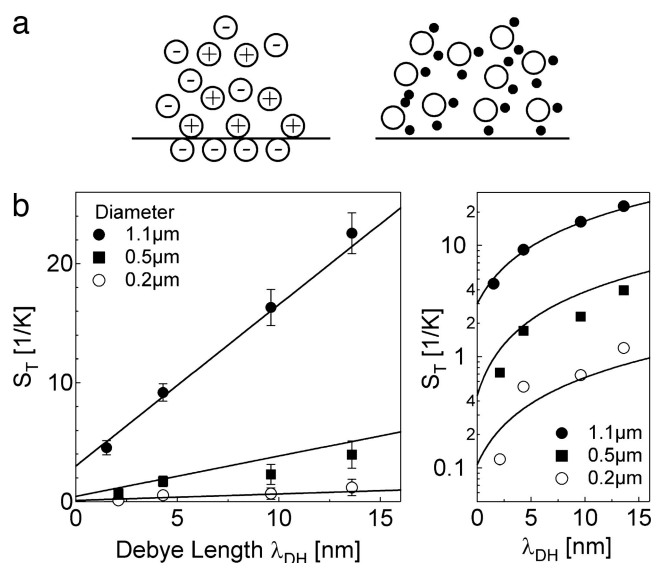 a
- - -
+ +
- - +
- + + +
- - - -
b
Diameter
1.1μm
0.5μm
0.2μm
20
10
0
S_T [1/K]
0 5 10 15
Debye Length λ_DH [nm]
2
10
4
2
1
4
2
0.1
S_T [1/K]
1.1μm
0.5μm
0.2μm
0 5 10 15
λ_DH [nm]